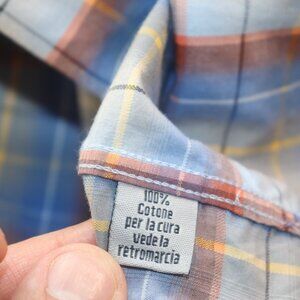 100%
Cotone
per la cura
vede la
retromarcia